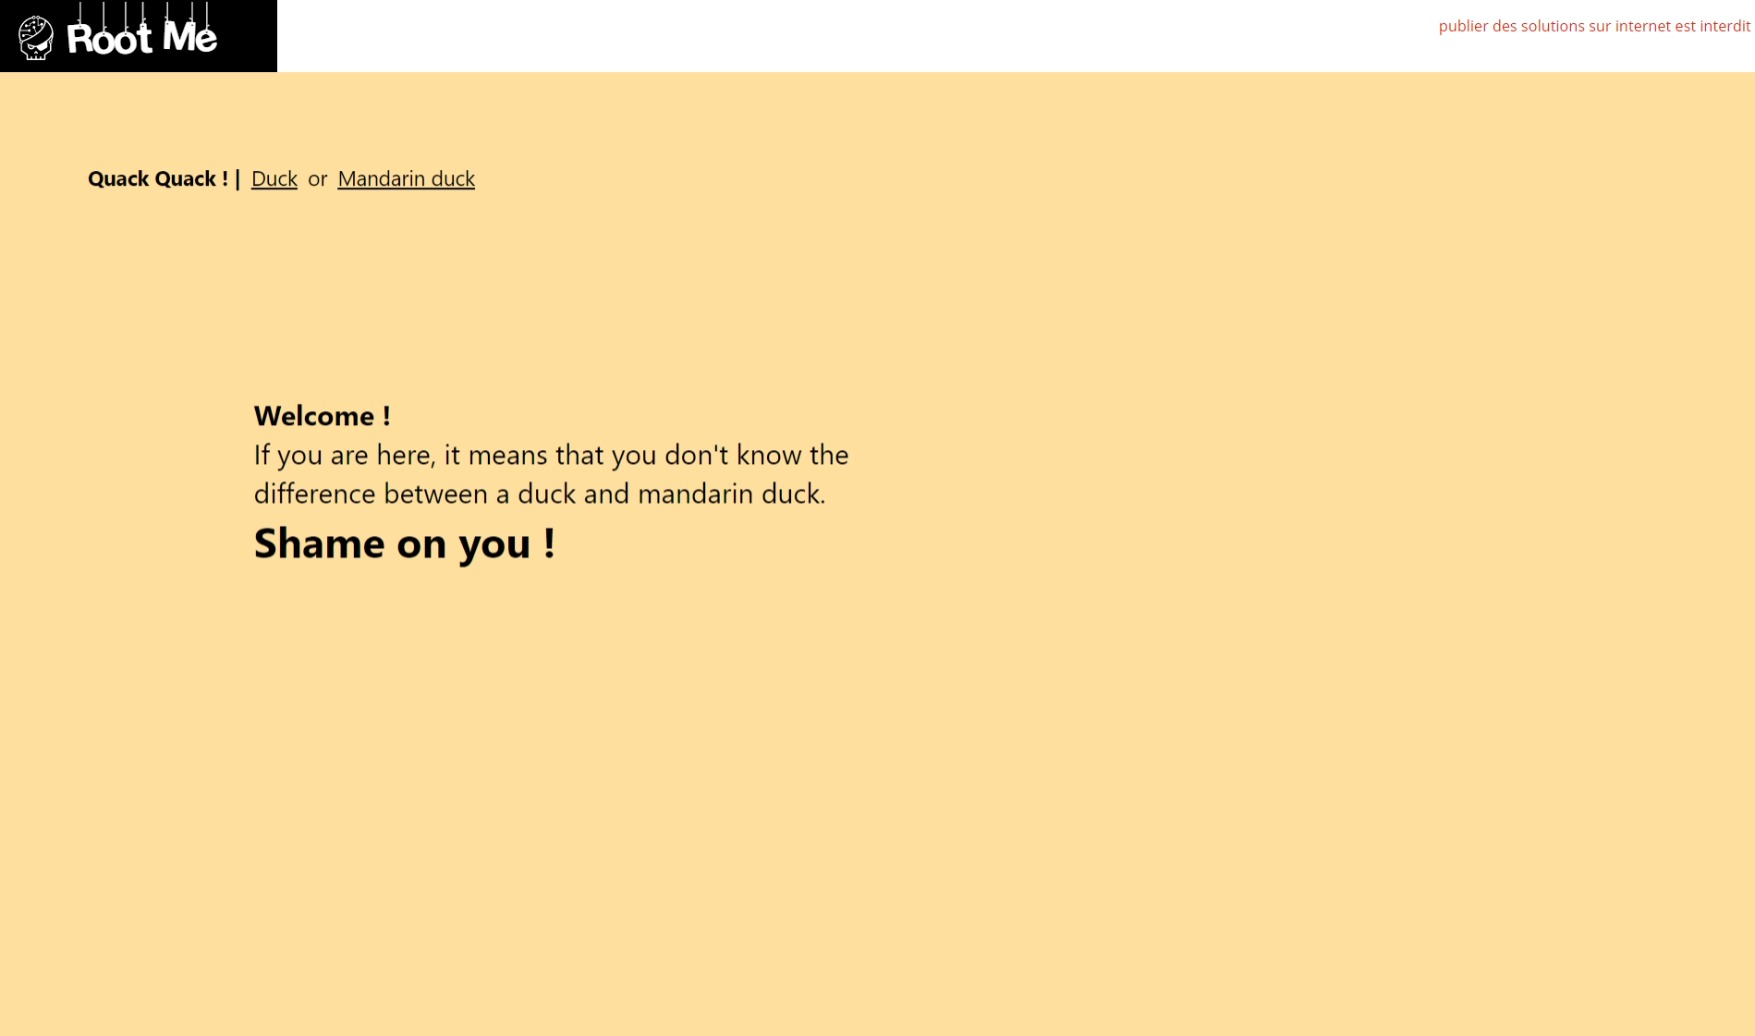 Root Me
publier des solutions sur internet est interdit
Quack Quack ! | Duck or Mandarin duck
Welcome !
If you are here, it means that you don't know the
difference between a duck and mandarin duck.
Shame on you !